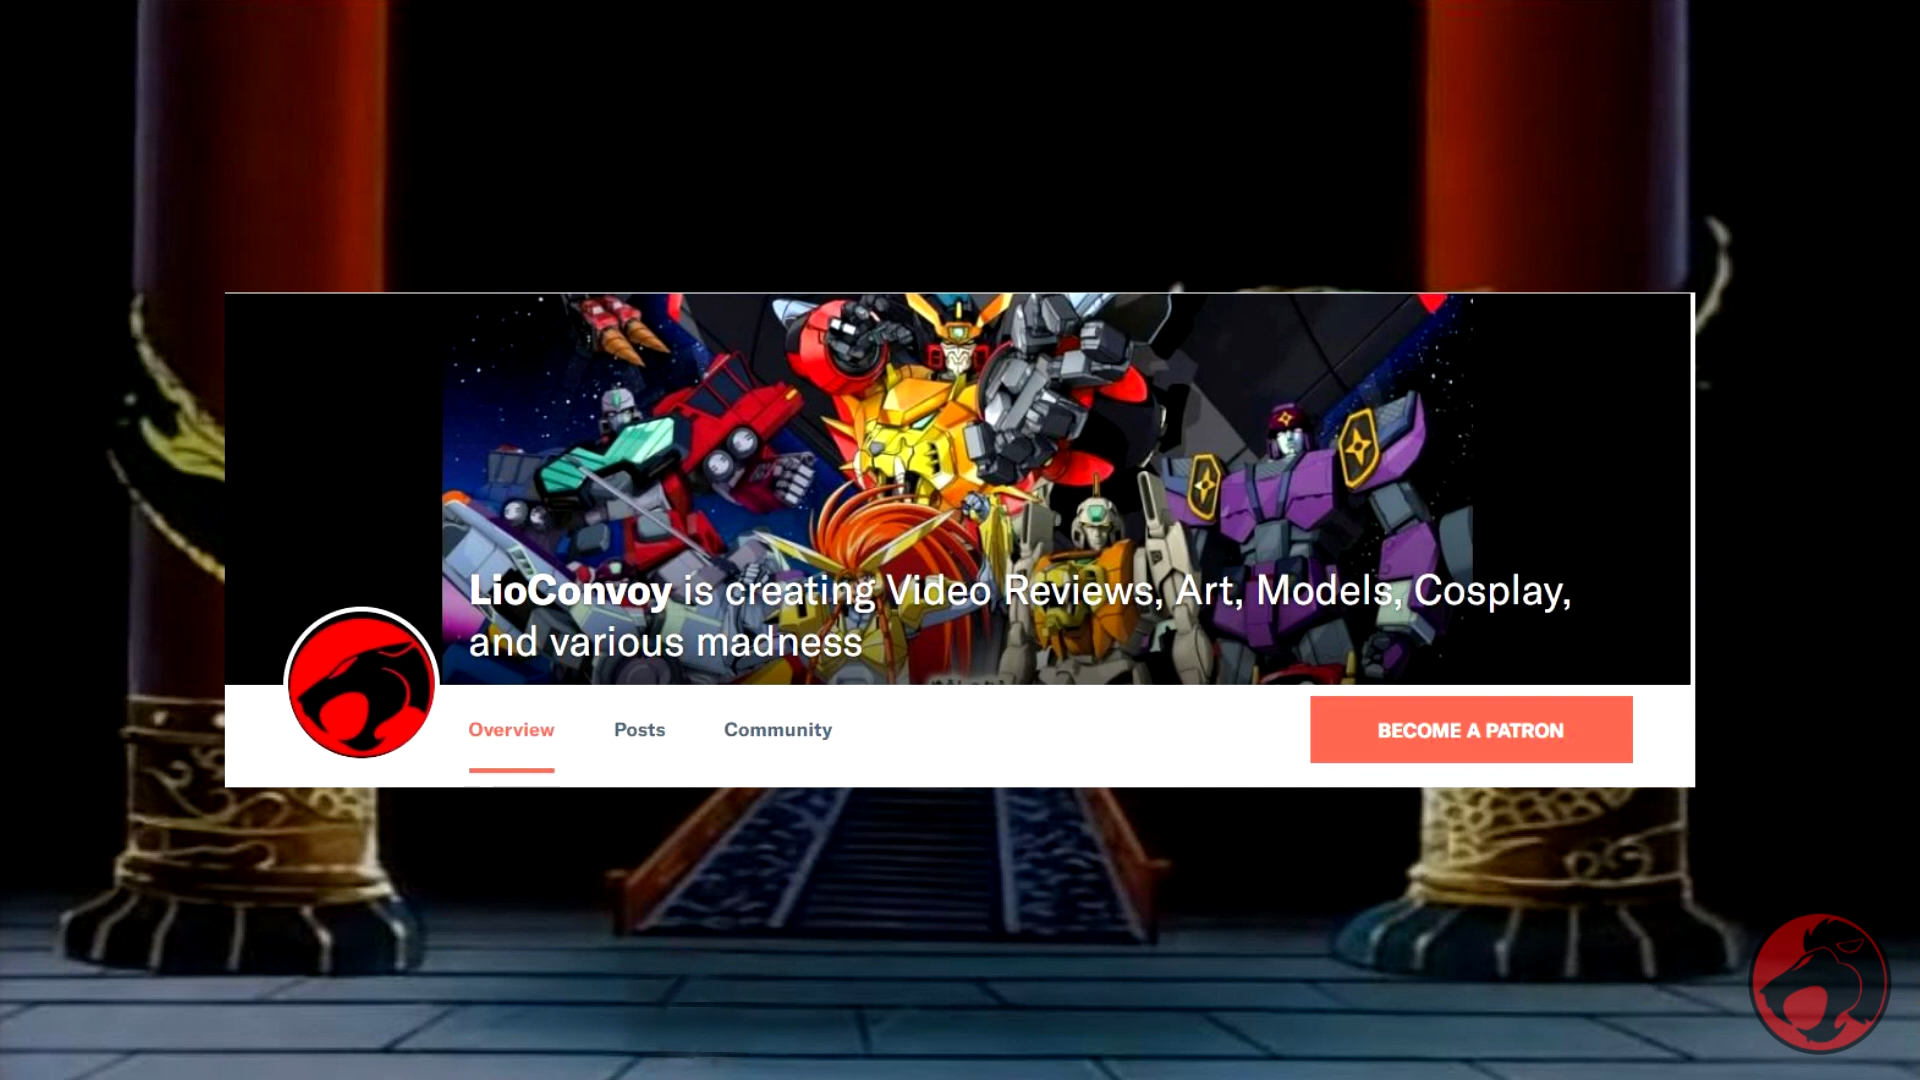 LioConvoy is creating Video Reviews, Art, Models, Cosplay,
and various madness
Overview
Posts
Community
BECOME A PATRON